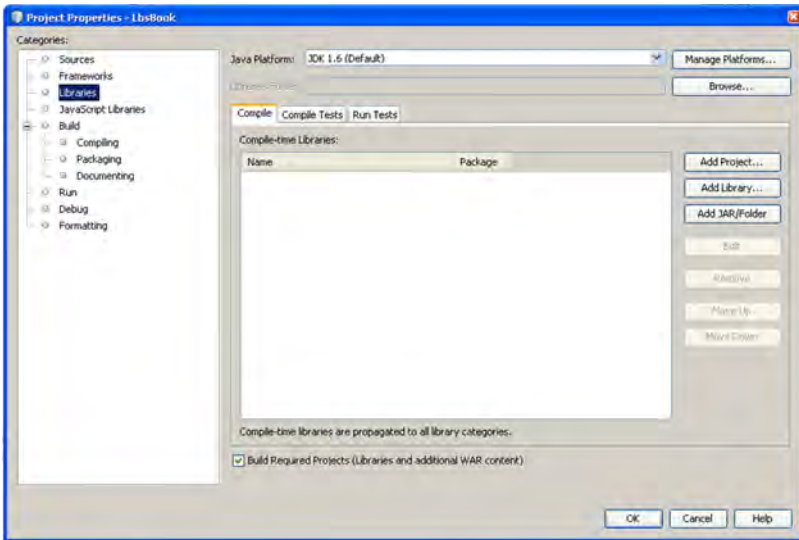 Project Properties - LbsBook
Categories:
Sources
Frameworks
Libraries
JavaScript Libraries
Build
Compiling
Packaging
Documenting
Run
Debug
Formatting
Java Platform: JDK 1.6 (Default) Manage Platforms...
Browse...
Compile Compile Tests Run Tests
Compile-time Libraries:
Name Package
Add Project...
Add Library...
Add JAR/Folder
Edit
Remove
Move Up
Move Down
Compile-time libraries are propagated to all library categories.
Build Required Projects (Libraries and additional WAR content)
OK Cancel Help